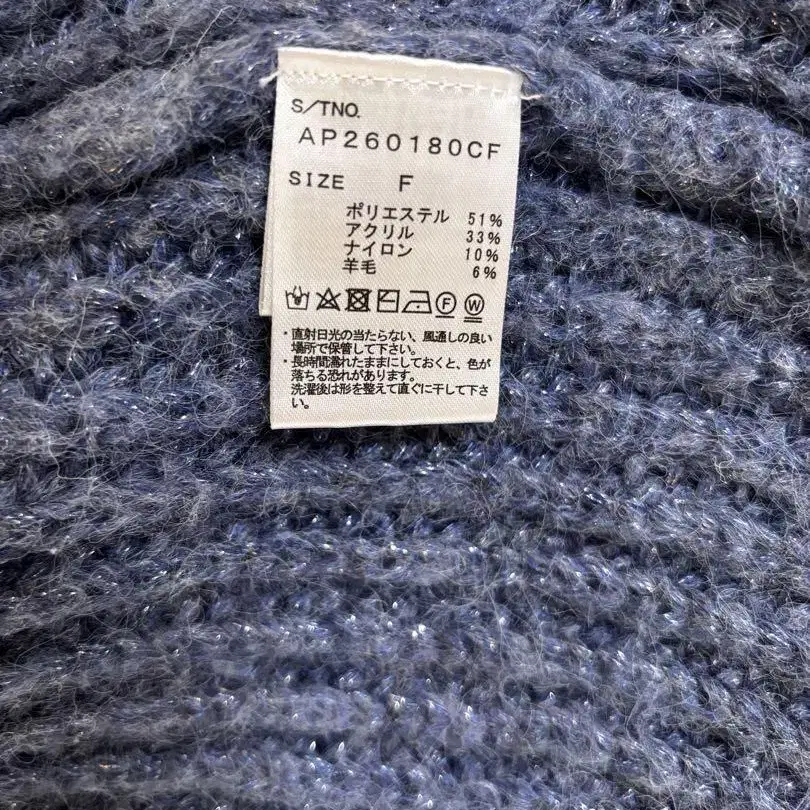 S/TNO.
AP260180CF
SIZE F
ポリエステル 51%
アクリル 33%
ナイロン 10%
羊毛 6%
F W
・直射日光の当たらない、風通しの良い
場所で保管して下さい。
・長時間濡れたままにしておくと、色が
落ちる恐れがあります。
洗濯後は形を整えて直ぐに干して下さ
い。